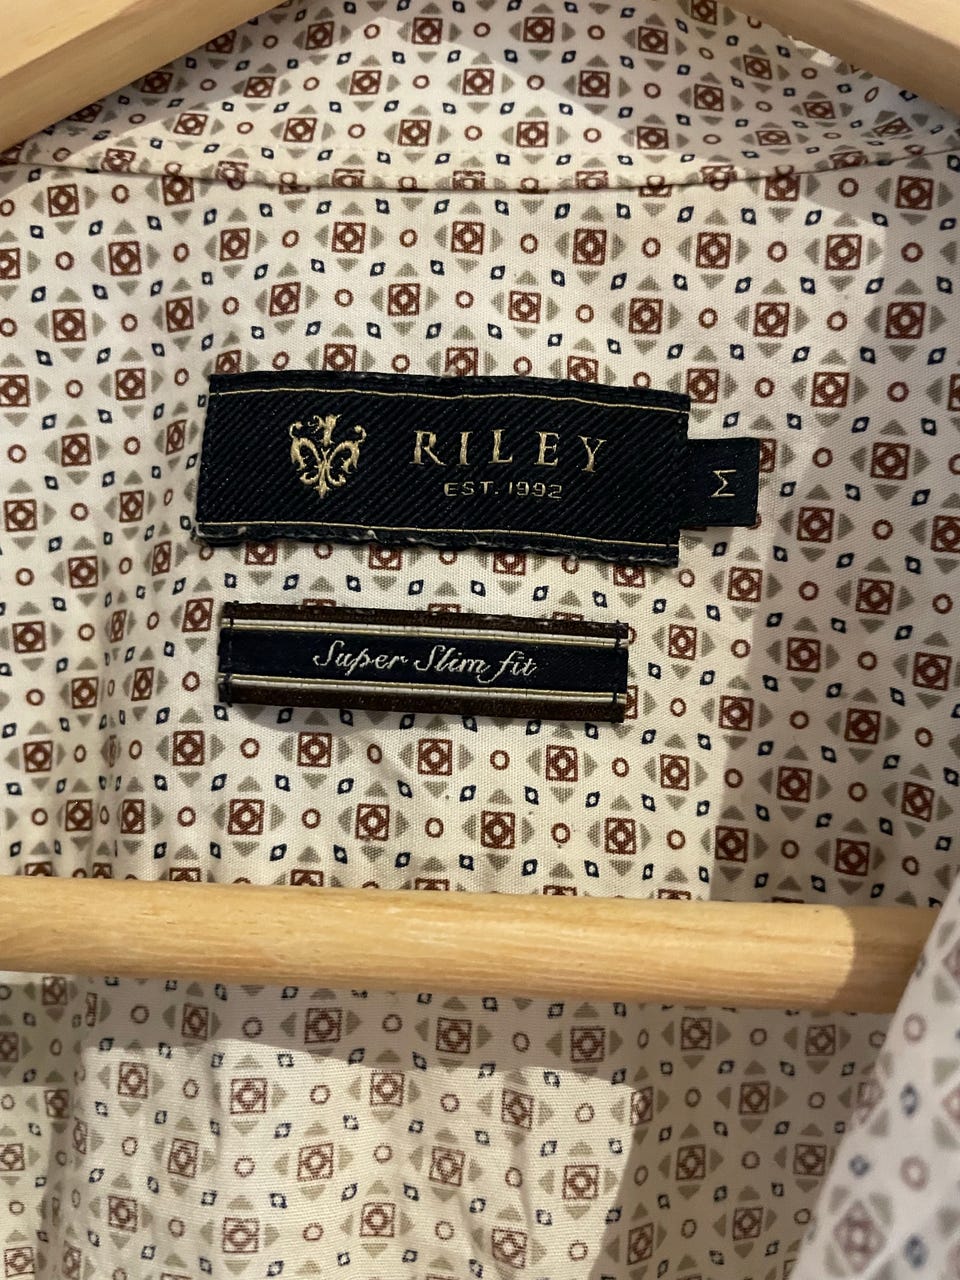 RILEY
EST. 1992
M
Super Slim fit